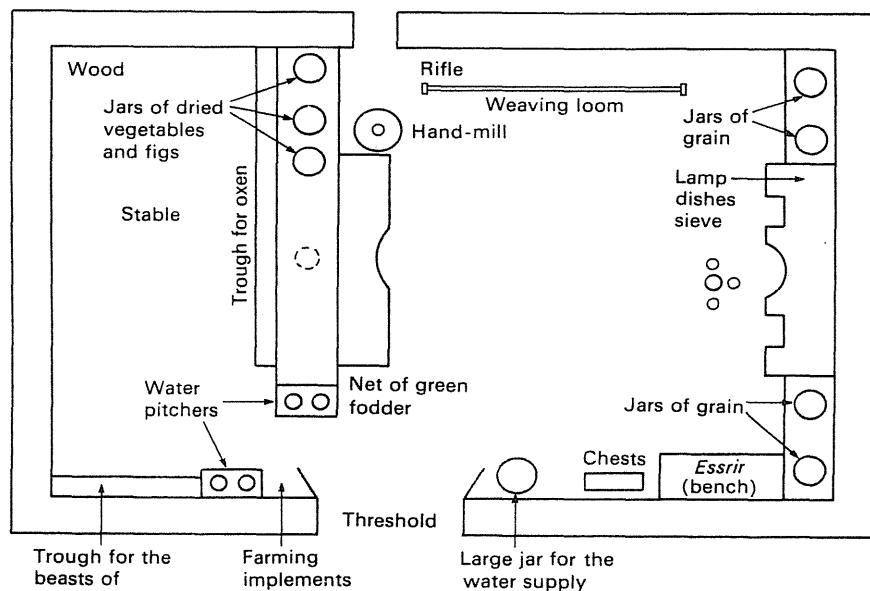 Wood
Rifle
Weaving loom
Jars of dried
vegetables
and figs
Hand-mill
Jars of
grain
Lamp
dishes
sieve
Stable
Trough for oxen
Water
pitchers
Net of green
fodder
Jars of grain
Chests
Essrir
(bench)
Threshold
Trough for the
beasts of
Farming
implements
Large jar for the
water supply